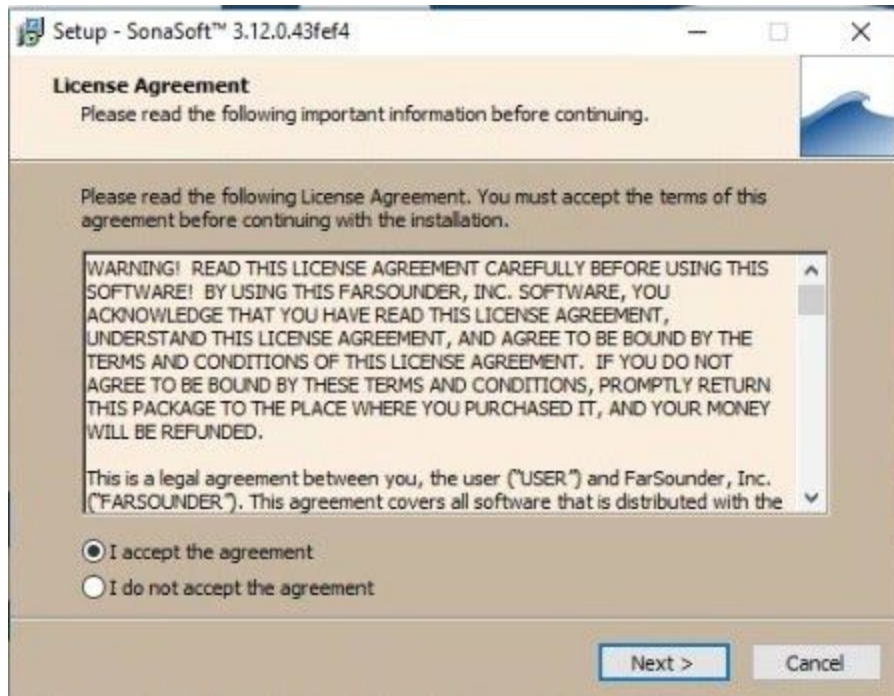 Setup - SonaSoft™ 3.12.0.43fef4
License Agreement
Please read the following important information before continuing.
Please read the following License Agreement. You must accept the terms of this
agreement before continuing with the installation.
WARNING!  READ THIS LICENSE AGREEMENT CAREFULLY BEFORE USING THIS
SOFTWARE!  BY USING THIS FARSOUNDER, INC. SOFTWARE, YOU
ACKNOWLEDGE THAT YOU HAVE READ THIS LICENSE AGREEMENT,
UNDERSTAND THIS LICENSE AGREEMENT, AND AGREE TO BE BOUND BY THE
TERMS AND CONDITIONS OF THIS LICENSE AGREEMENT.  IF YOU DO NOT
AGREE TO BE BOUND BY THESE TERMS AND CONDITIONS, PROMPTLY RETURN
THIS PACKAGE TO THE PLACE WHERE YOU PURCHASED IT, AND YOUR MONEY
WILL BE REFUNDED.
This is a legal agreement between you, the user ("USER") and FarSounder, Inc.
("FARSOUNDER"). This agreement covers all software that is distributed with the
I accept the agreement
I do not accept the agreement
Next >
Cancel